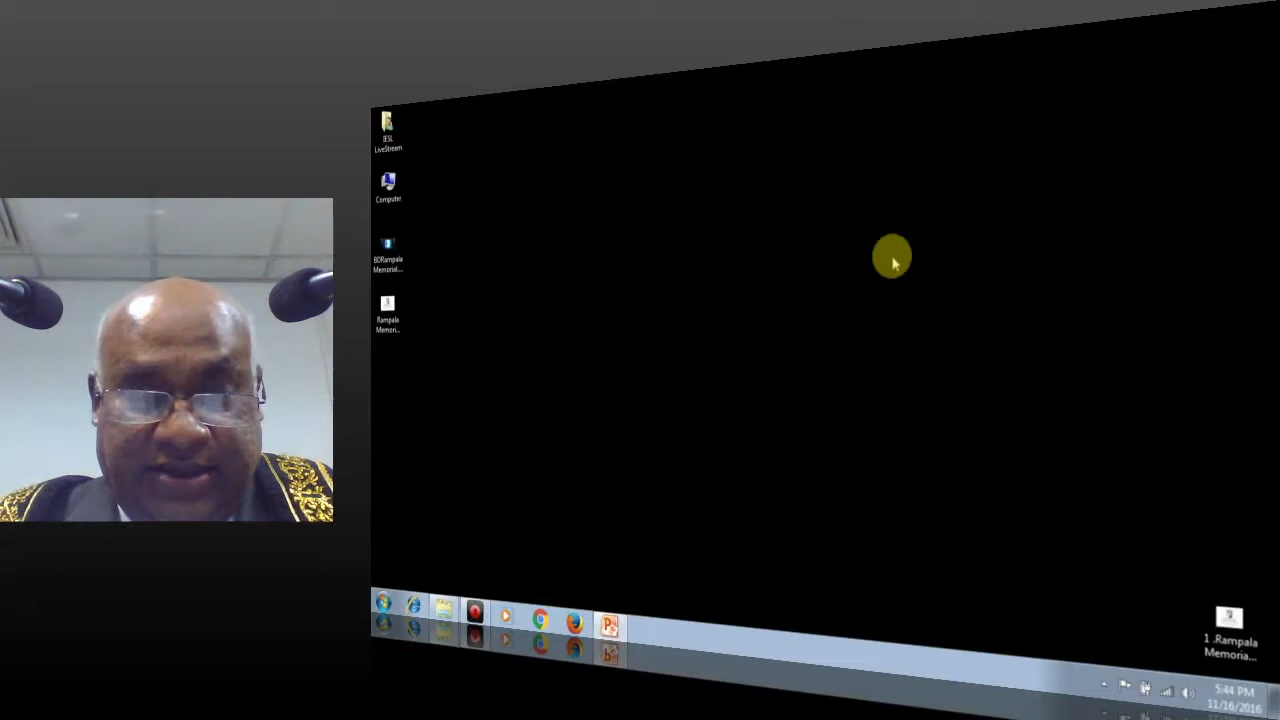 IESL
LiveStream
Computer
BDRampala
Memorial....
Rampala
Memori...
1 .Rampala
Memoria...
5:44 PM
11/16/2016